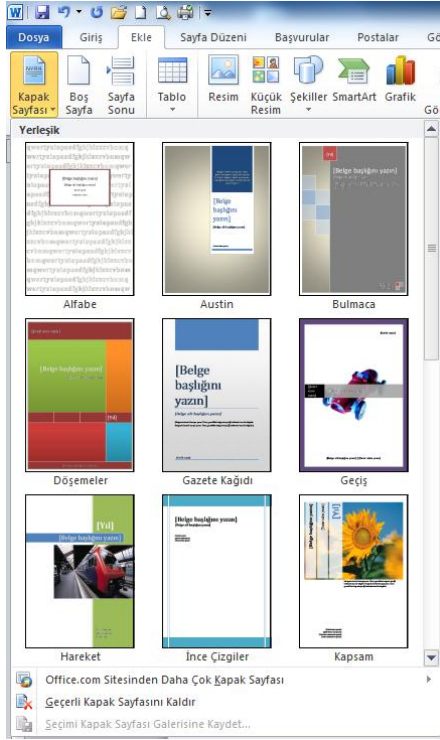 Dosya Giriş Ekle Sayfa Düzeni Başvurular Postalar Gö
Kapak Sayfası Boş Sayfa Sayfa Sonu Tablo Resim Küçük Resim Şekiller SmartArt Grafik Gö
Yerleşik
[Belge başlığını yazın]
[Belge başlığını yazın]
Alfabe Austin Bulmaca
[Belge başlığını yazın]
[Yıl]
[Belge
başlığını
yazın]
[Belge alt başlığını yazın]
Döşemeler Gazete Kağıdı Geçiş
[Yıl]
[Belge başlığını yazın]
[Belge başlığını yazın]
Hareket İnce Çizgiler Kapsam
Office.com Sitesinden Daha Çok Kapak Sayfası
Geçerli Kapak Sayfasını Kaldır
Seçimi Kapak Sayfası Galerisine Kaydet...